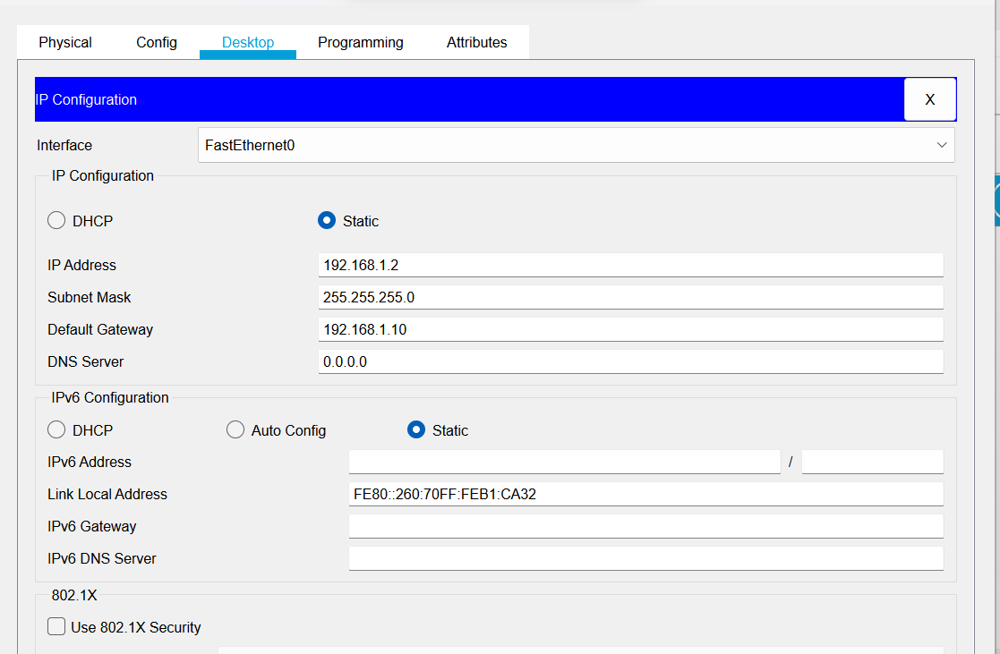 Physical Config Desktop Programming Attributes
IP Configuration X
Interface FastEthernet0
IP Configuration
DHCP Static
IP Address 192.168.1.2
Subnet Mask 255.255.255.0
Default Gateway 192.168.1.10
DNS Server 0.0.0.0
IPv6 Configuration
DHCP Auto Config Static
IPv6 Address /
Link Local Address FE80::260:70FF:FEB1:CA32
IPv6 Gateway
IPv6 DNS Server
802.1X
Use 802.1X Security